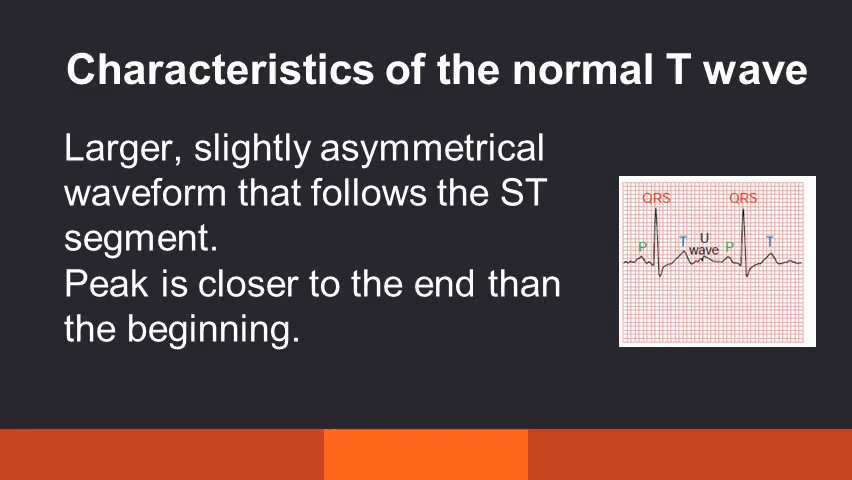 Characteristics of the normal T wave
Larger, slightly asymmetrical
waveform that follows the ST
segment.
Peak is closer to the end than
the beginning.
QRS QRS
P T U wave P T